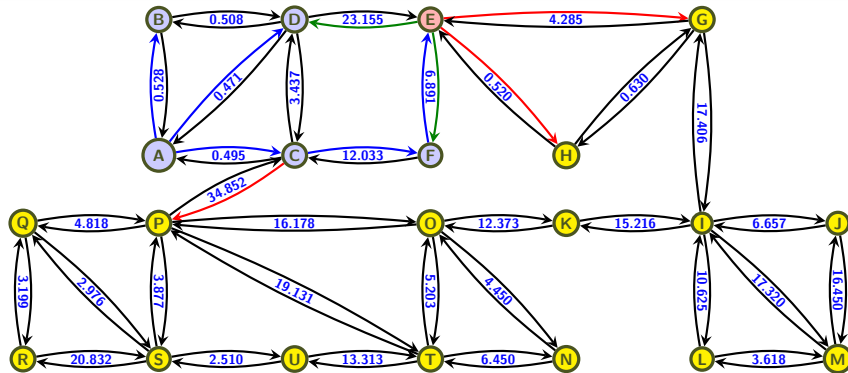 B 0.508 D 23.155 E 4.285 G
0.528 0.471 3.437 6.891 0.520 0.630 17.406
A 0.495 C 12.033 F H
34.852
Q 4.818 P 16.178 O 12.373 K 15.216 I 6.657 J
3.199 2.976 3.877 19.131 5.203 4.450 10.625 17.320 16.450
R 20.832 S 2.510 U 13.313 T 6.450 N L 3.618 M